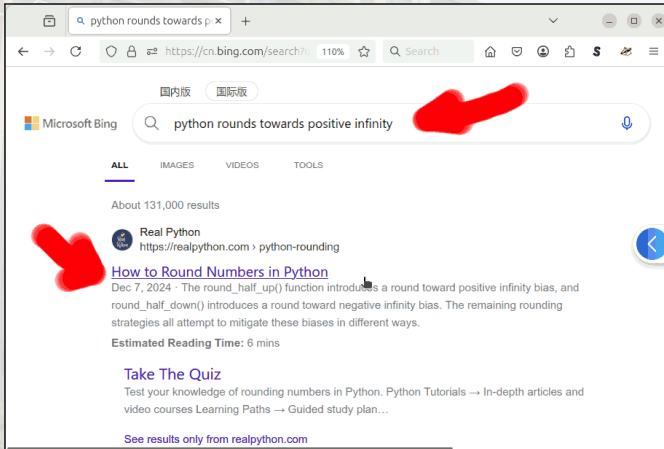 python rounds towards p
https://cn.bing.com/search?
110%
Search
国内版 国际版
Microsoft Bing
python rounds towards positive infinity
ALL IMAGES VIDEOS TOOLS
About 131,000 results
Real Python
https://realpython.com › python-rounding
How to Round Numbers in Python
Dec 7, 2024 · The round_half_up() function introduces a round toward positive infinity bias, and
round_half_down() introduces a round toward negative infinity bias. The remaining rounding
strategies all attempt to mitigate these biases in different ways.
Estimated Reading Time: 6 mins
Take The Quiz
Test your knowledge of rounding numbers in Python. Python Tutorials → In-depth articles and
video courses Learning Paths → Guided study plan…
See results only from realpython.com